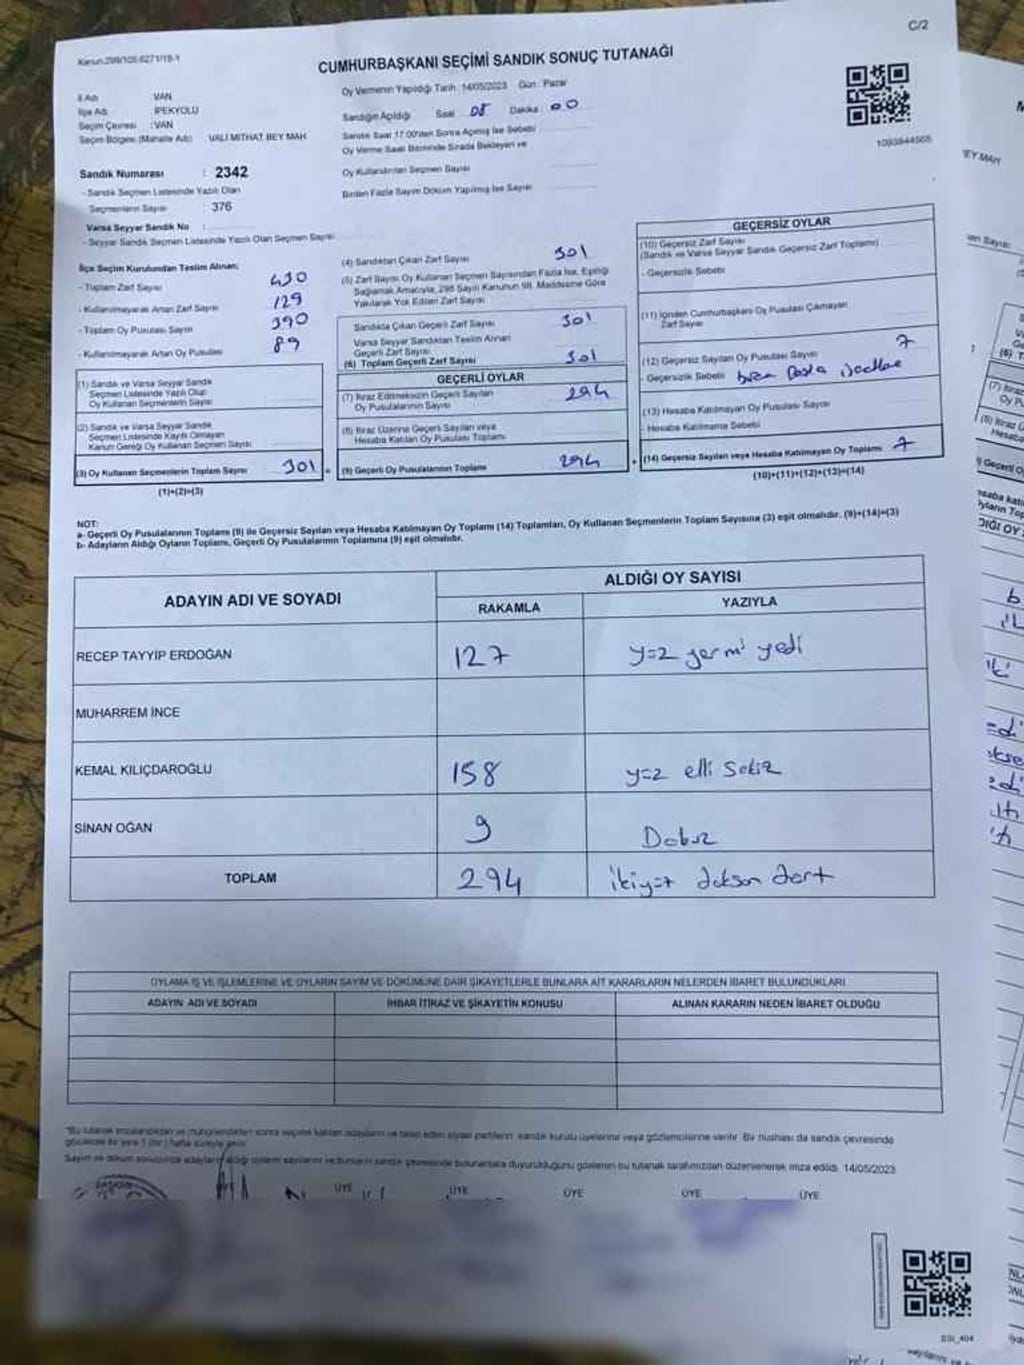 C/2
Kanun.298/105.6271/18-1
CUMHURBAŞKANI SEÇİMİ SANDIK SONUÇ TUTANAĞI
Oy Vermenin Yapıldığı Tarih : 14/05/2023 Gün : Pazar
İl Adı VAN
İlçe Adı İPEKYOLU
Seçim Çevresi : VAN
Seçim Bölgesi (Mahalle Adı) VALİ MİTHAT BEY MAH
Sandığın Açıldığı Saat 08 Dakika : 00
Sandık Saat 17:00'den Sonra Açılmış İse Sebebi
Oy Verme Saati Bitiminde Sırada Bekleyen ve
Oy Kullandırılan Seçmen Sayısı
Birden Fazla Sayım Döküm Yapılmış İse Sayısı
1093844565
Sandık Numarası : 2342
- Sandık Seçmen Listesinde Yazılı Olan
Seçmenlerin Sayısı : 376
Varsa Seyyar Sandık No :
- Seyyar Sandık Seçmen Listesinde Yazılı Olan Seçmen Sayısı
İlçe Seçim Kurulundan Teslim Alınan;
- Toplam Zarf Sayısı 430
- Kullanılmayarak Artan Zarf Sayısı 129
- Toplam Oy Pusulası Sayısı 390
- Kullanılmayarak Artan Oy Pusulası 89
(1) Sandık ve Varsa Seyyar Sandık
Seçmen Listesinde Yazılı Olup
Oy Kullanan Seçmenlerin Sayısı
(2) Sandık ve Varsa Seyyar Sandık
Seçmen Listesinde Kayıtlı Olmayan
Kanun Gereği Oy Kullanan Seçmen Sayısı
(3) Oy Kullanan Seçmenlerin Toplam Sayısı 301
(1)+(2)=(3)
(4) Sandıktan Çıkan Zarf Sayısı 301
(5) Zarf Sayısı Oy Kullanan Seçmen Sayısından Fazla İse, Eşitliği
Sağlamak Amacıyla, 298 Sayılı Kanunun 98. Maddesine Göre
Yakılarak Yok Edilen Zarf Sayısı
Sandıkta Çıkan Geçerli Zarf Sayısı 301
Varsa Seyyar Sandıktan Teslim Alınan
Geçerli Zarf Sayısı
(6) Toplam Geçerli Zarf Sayısı 301
GEÇERLİ OYLAR
(7) İtiraz Edilmeksizin Geçerli Sayılan
Oy Pusulalarının Sayısı 294
(8) İtiraz Üzerine Geçerli Sayılan veya
Hesaba Katılan Oy Pusulası Toplamı
(9) Geçerli Oy Pusulalarının Toplamı 294
GEÇERSİZ OYLAR
(10) Geçersiz Zarf Sayısı
(Sandık ve Varsa Seyyar Sandık Geçersiz Zarf Toplamı)
- Geçersizlik Sebebi
(11) İçinden Cumhurbaşkanı Oy Pusulası Çıkmayan
Zarf Sayısı
(12) Geçersiz Sayılan Oy Pusulası Sayısı 7
- Geçersizlik Sebebi
(13) Hesaba Katılmayan Oy Pusulası Sayısı
- Hesaba Katılmama Sebebi
(14) Geçersiz Sayılan veya Hesaba Katılmayan Oy Toplamı 7
(10)+(11)+(12)+(13)=(14)
NOT:
a- Geçerli Oy Pusulalarının Toplamı (9) ile Geçersiz Sayılan veya Hesaba Katılmayan Oy Toplamı (14) Toplamları, Oy Kullanan Seçmenlerin Toplam Sayısına (3) eşit olmalıdır. (9)+(14)=(3)
b- Adayların Aldığı Oyların Toplamı, Geçerli Oy Pusulalarının Toplamına (9) eşit olmalıdır.
ADAYIN ADI VE SOYADI
ALDIĞI OY SAYISI
RAKAMLA YAZIYLA
RECEP TAYYİP ERDOĞAN 127 yüz yermi yedi
MUHARREM İNCE
KEMAL KILIÇDAROĞLU 158 yüz elli sekiz
SİNAN OĞAN 9 Dokuz
TOPLAM 294 ikiyüz doksan dört
OYLAMA İŞ VE İŞLEMLERİNE VE OYLARIN SAYIM VE DÖKÜMÜNE DAİR ŞİKAYETLERLE BUNLARA AİT KARARLARIN NELERDEN İBARET BULUNDUKLARI
ADAYIN ADI VE SOYADI İHBAR İTİRAZ VE ŞİKAYETİN KONUSU ALINAN KARARIN NEDEN İBARET OLDUĞU
*Bu tutanak imzalandıktan ve mühürlendikten sonra seçime katılan adayların ve talep eden siyasi partilerin sandık kurulu üyelerine veya gözlemcilerine verilir. Bir nüshası da sandık çevresinde
görülecek bir yere 1 (bir) hafta süreyle asılır.
Sayım ve döküm sonucunda adayların aldığı oyların sayılarını ve bunların sandık çevresinde bulunanlara duyurulduğunu gösteren bu tutanak tarafımızdan düzenlenerek imza edildi. 14/05/2023
BAŞKAN ÜYE ÜYE ÜYE ÜYE ÜYE
SSI_404
EY MAH